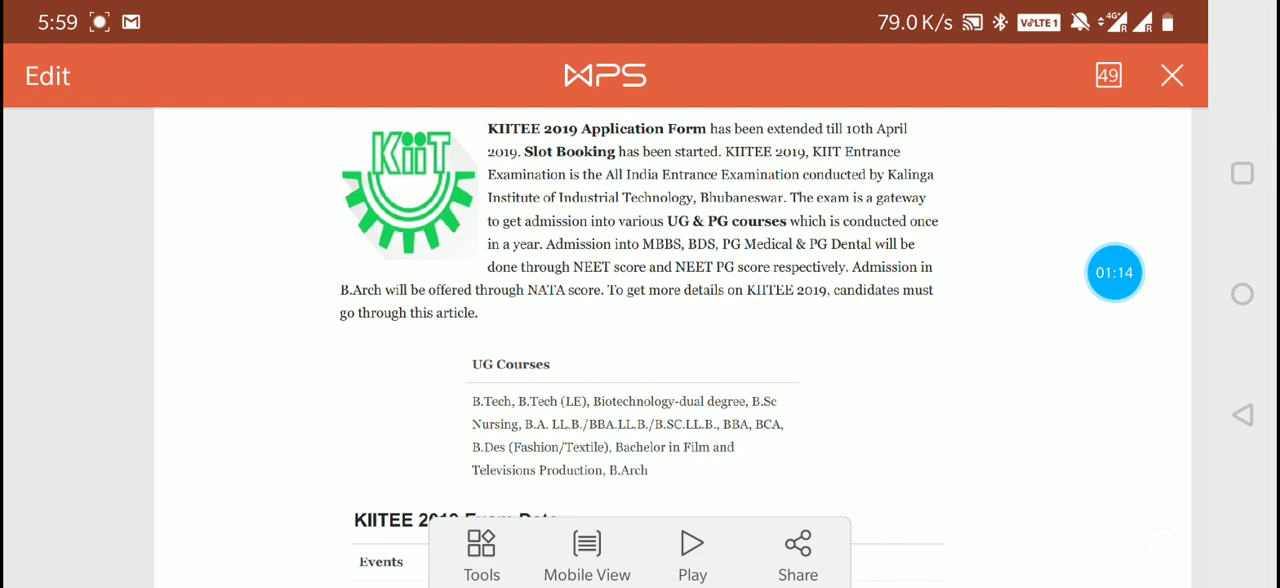 5:59
79.0 K/s
VoLTE 1
4G+
R
R
Edit
WPS
49
KiiT
KIITEE 2019 Application Form has been extended till 10th April
2019. Slot Booking has been started. KIITEE 2019, KIIT Entrance
Examination is the All India Entrance Examination conducted by Kalinga
Institute of Industrial Technology, Bhubaneswar. The exam is a gateway
to get admission into various UG & PG courses which is conducted once
in a year. Admission into MBBS, BDS, PG Medical & PG Dental will be
done through NEET score and NEET PG score respectively. Admission in
B.Arch will be offered through NATA score. To get more details on KIITEE 2019, candidates must
go through this article.
01:14
UG Courses
B.Tech, B.Tech (LE), Biotechnology-dual degree, B.Sc
Nursing, B.A. LL.B./BBA.LL.B./B.SC.LL.B., BBA, BCA,
B.Des (Fashion/Textile), Bachelor in Film and
Televisions Production, B.Arch
KIITEE 2019 Exam Date
Events
Tools
Mobile View
Play
Share